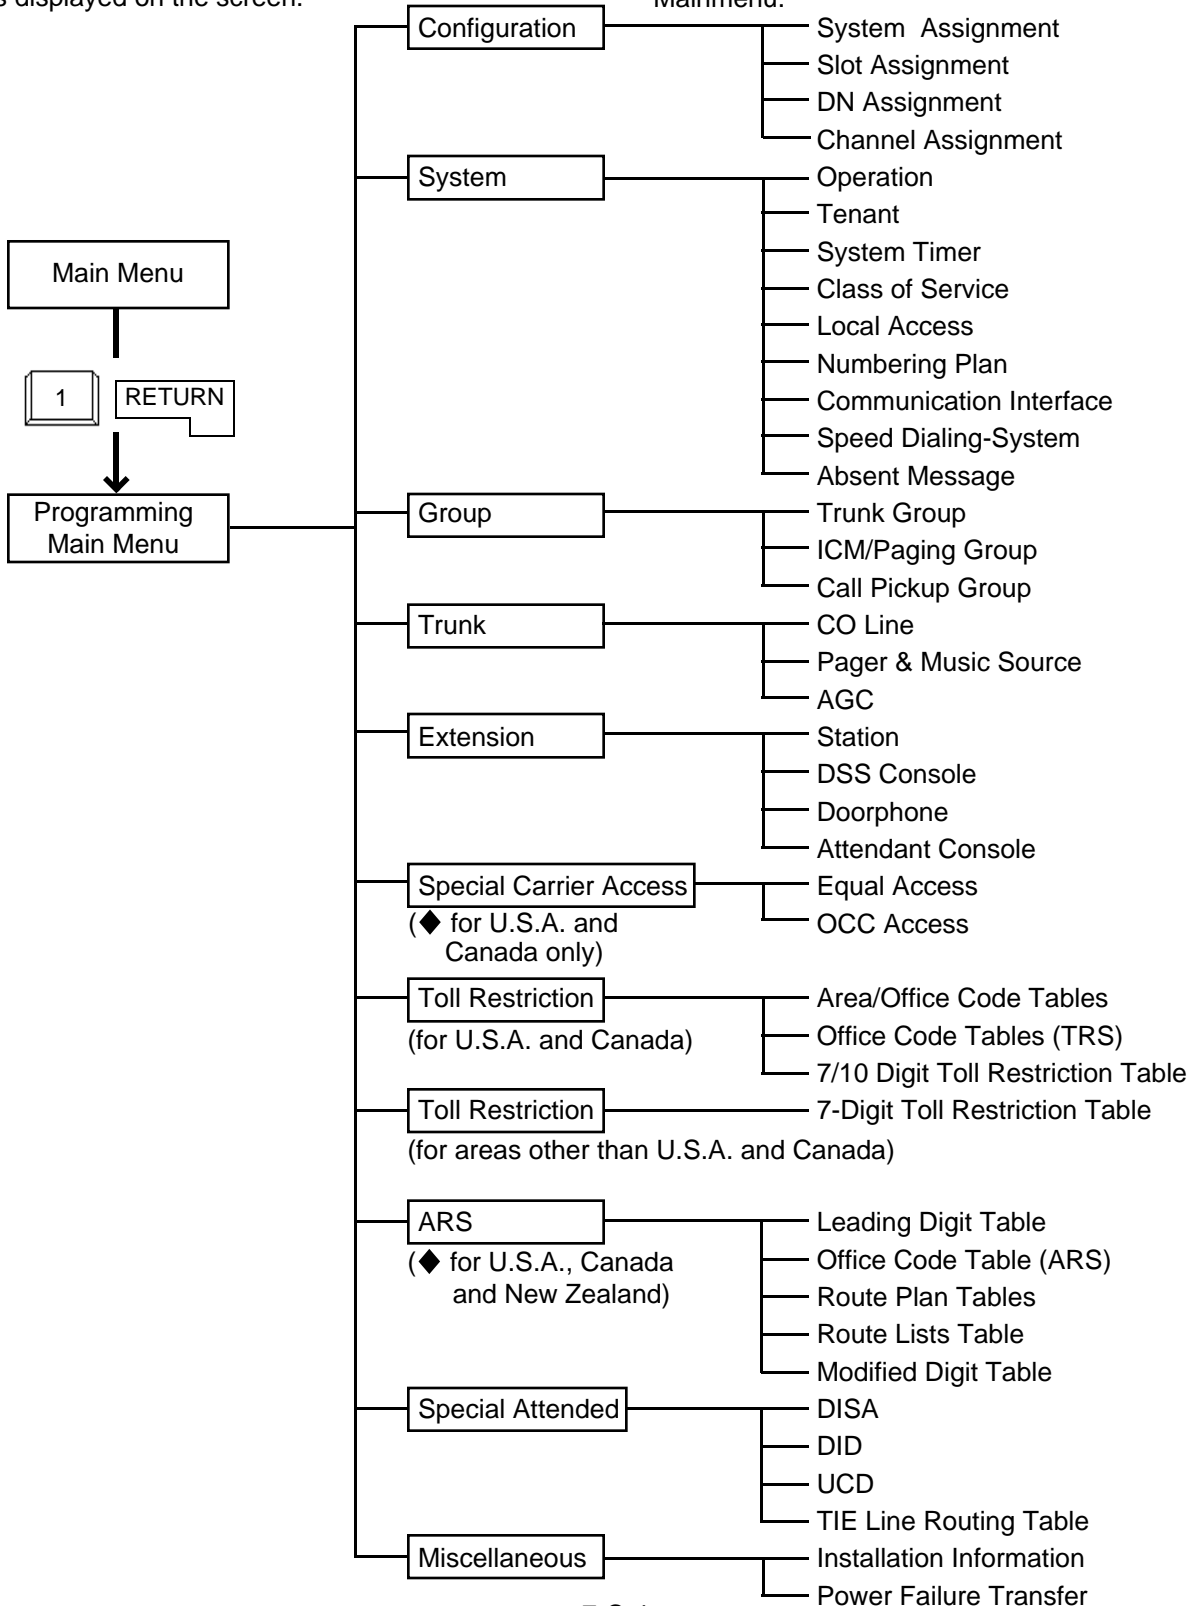 s displayed on the screen.
Mainmenu.
Main Menu
1
RETURN
Programming
Main Menu
Configuration
System Assignment
Slot Assignment
DN Assignment
Channel Assignment
System
Operation
Tenant
System Timer
Class of Service
Local Access
Numbering Plan
Communication Interface
Speed Dialing-System
Absent Message
Group
Trunk Group
ICM/Paging Group
Call Pickup Group
Trunk
CO Line
Pager & Music Source
AGC
Extension
Station
DSS Console
Doorphone
Attendant Console
Special Carrier Access
(♦ for U.S.A. and
Canada only)
Equal Access
OCC Access
Toll Restriction
(for U.S.A. and Canada)
Area/Office Code Tables
Office Code Tables (TRS)
7/10 Digit Toll Restriction Table
Toll Restriction
7-Digit Toll Restriction Table
(for areas other than U.S.A. and Canada)
ARS
(♦ for U.S.A., Canada
and New Zealand)
Leading Digit Table
Office Code Table (ARS)
Route Plan Tables
Route Lists Table
Modified Digit Table
Special Attended
DISA
DID
UCD
TIE Line Routing Table
Miscellaneous
Installation Information
Power Failure Transfer